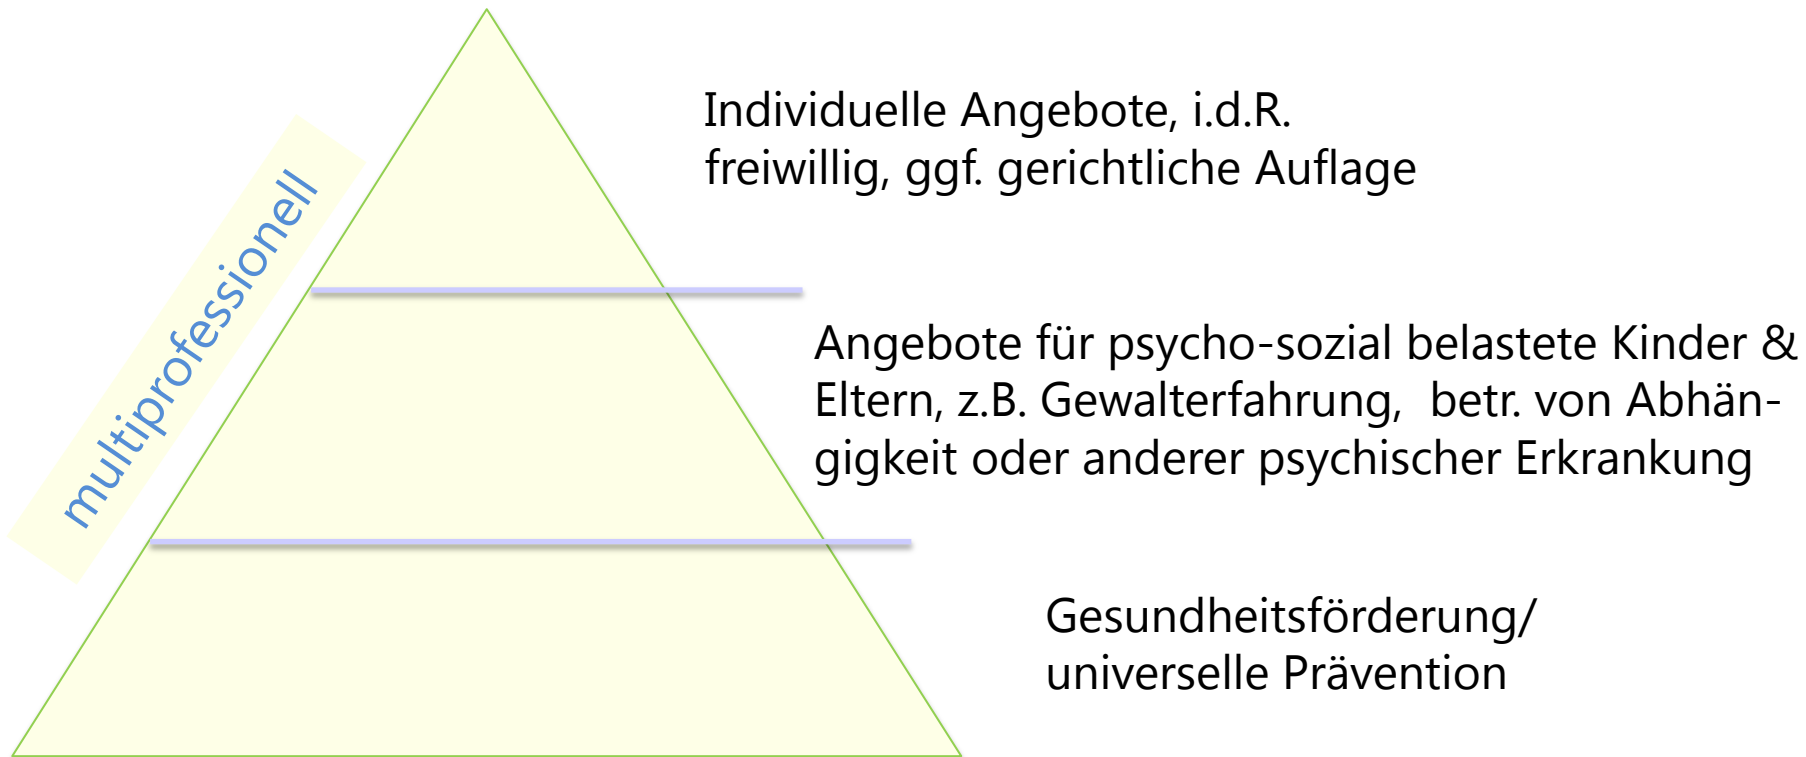 Individuelle Angebote, i.d.R.
freiwillig, ggf. gerichtliche Auflage
multiprofessionell
Angebote für psycho-sozial belastete Kinder &
Eltern, z.B. Gewalterfahrung,  betr. von Abhän-
gigkeit oder anderer psychischer Erkrankung
Gesundheitsförderung/
universelle Prävention